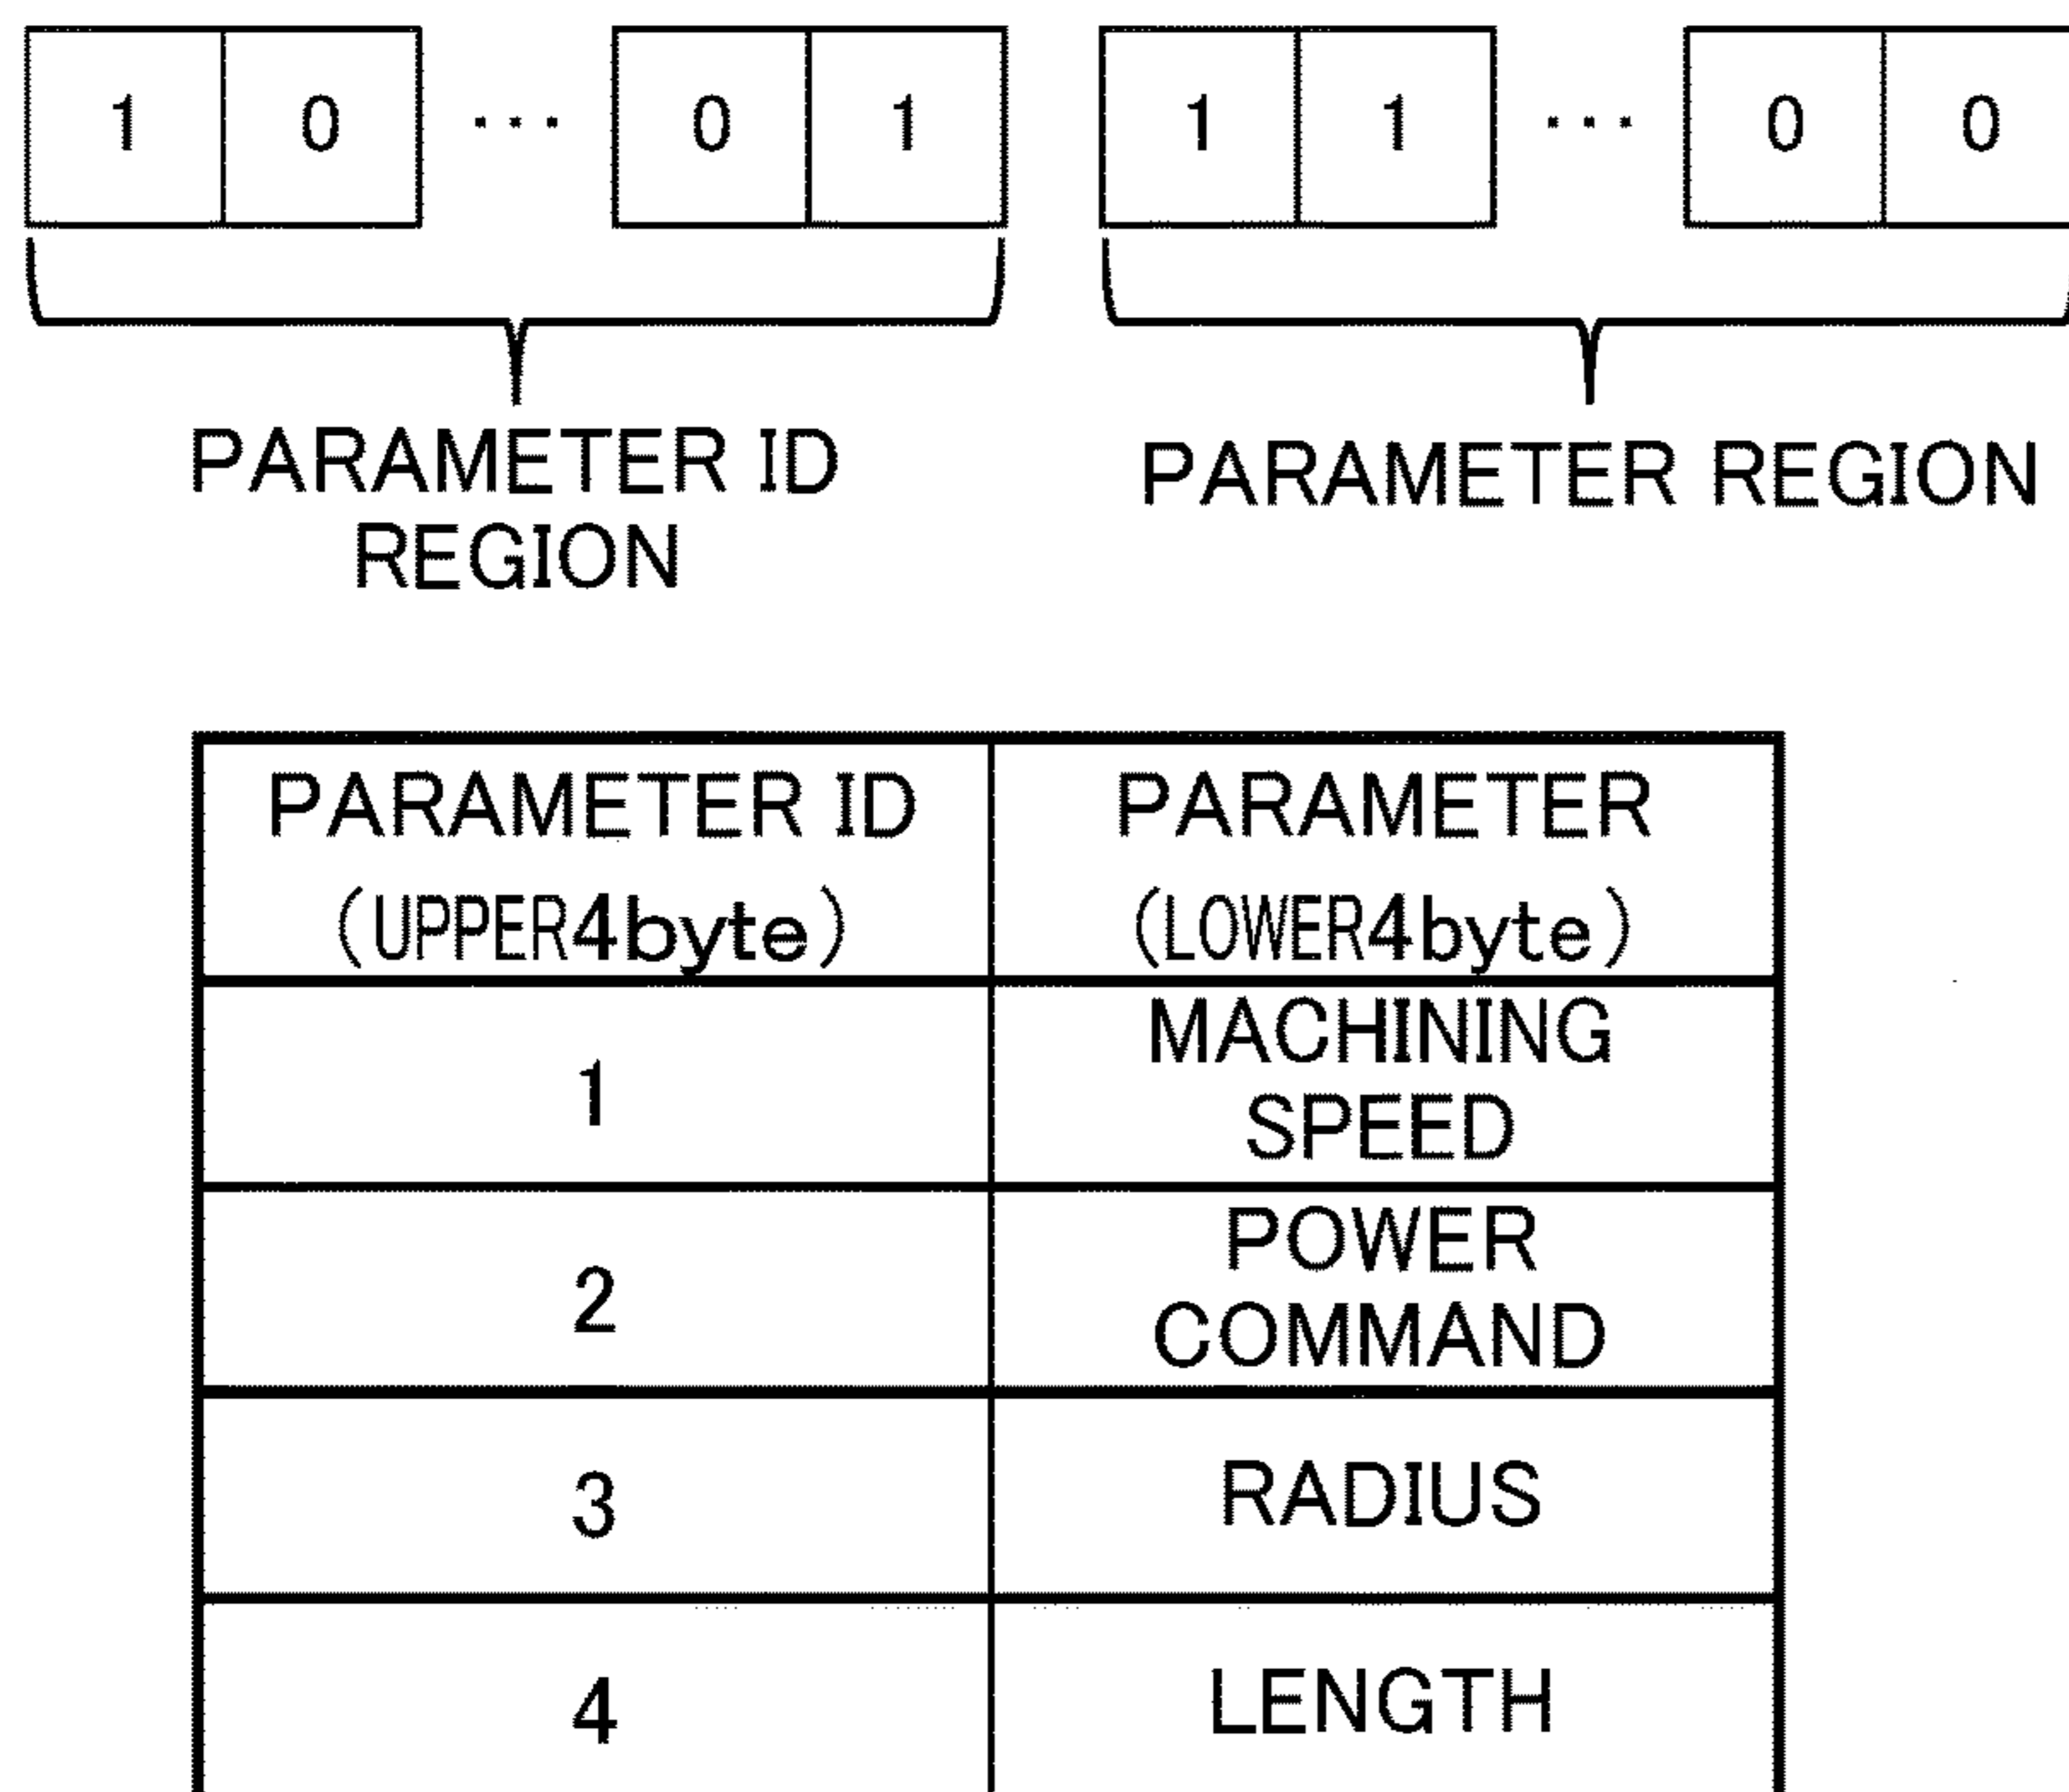 1 0 ··· 0 1 1 1 ··· 0 0
PARAMETER ID
REGION
PARAMETER REGION
PARAMETER ID
(UPPER4byte)
PARAMETER
(LOWER4byte)
1
MACHINING
SPEED
2
POWER
COMMAND
3
RADIUS
4
LENGTH